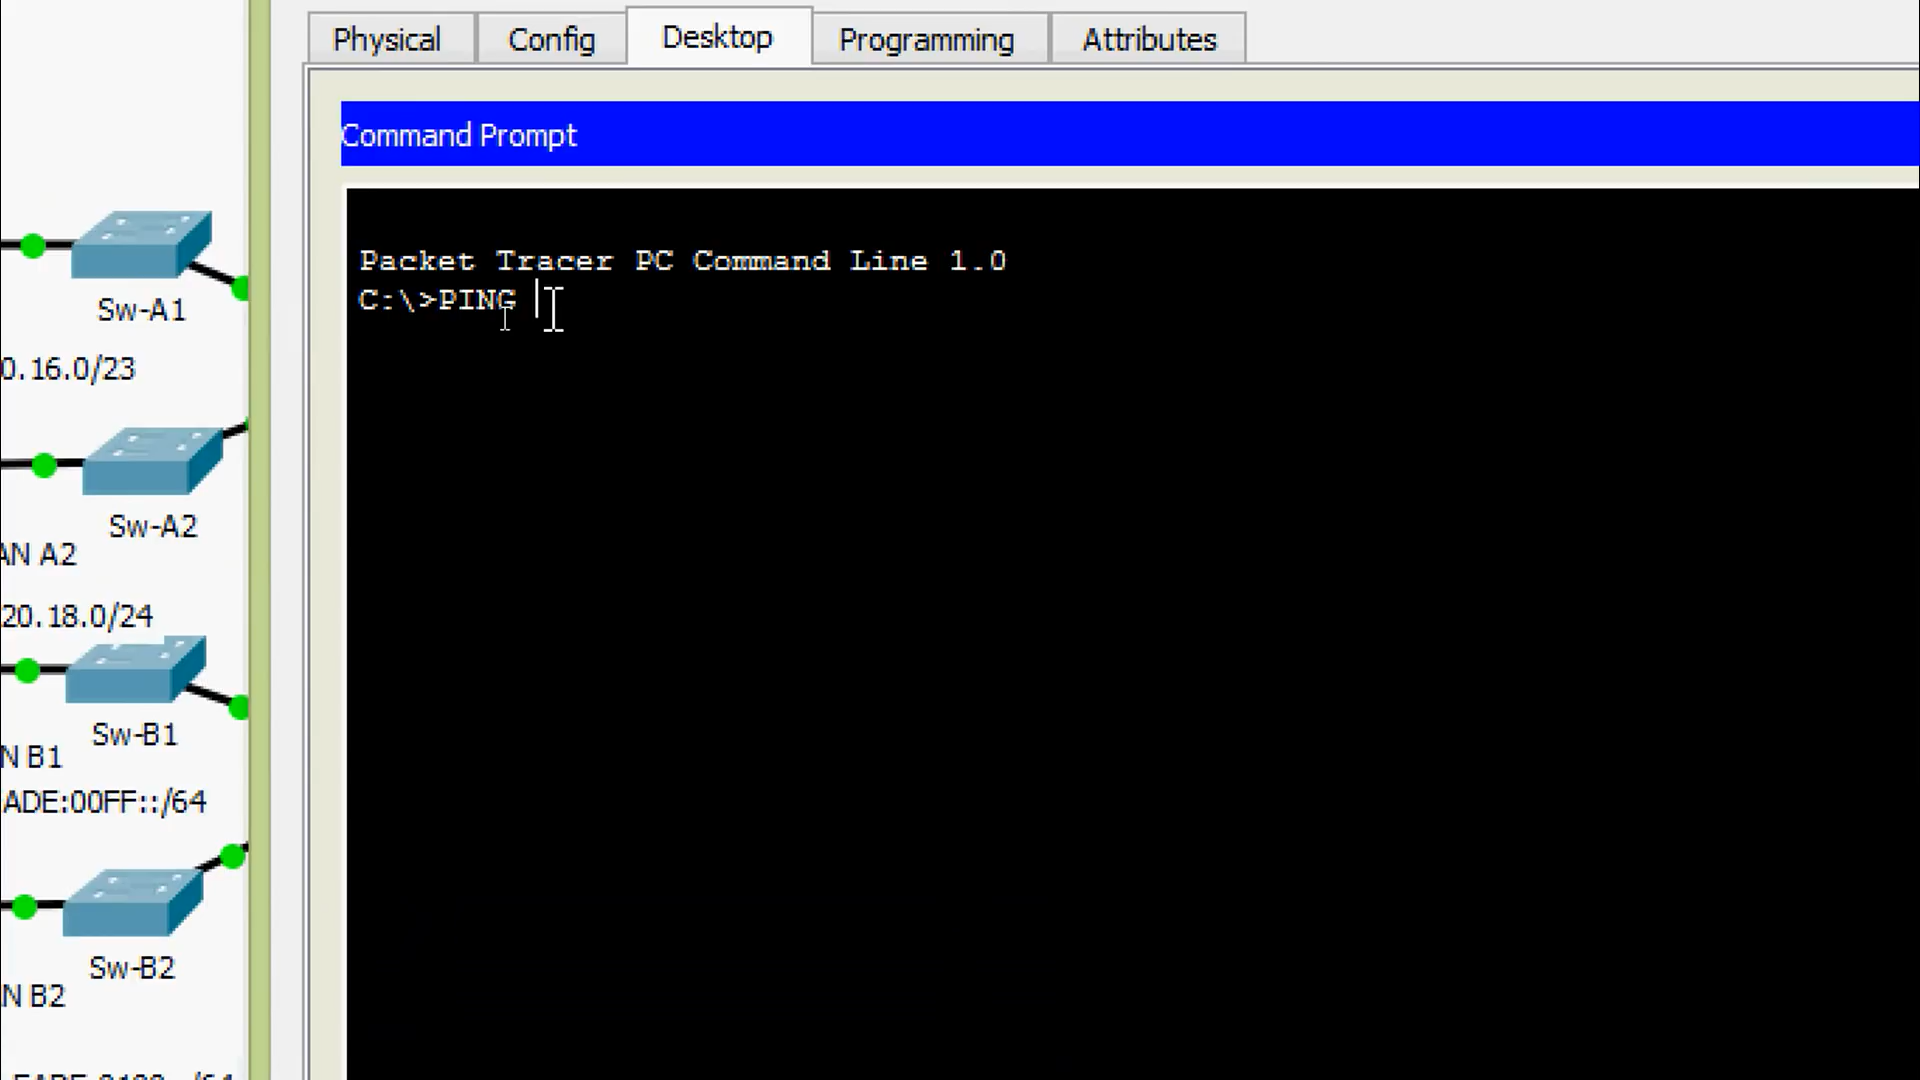 Physical
Config
Desktop
Programming
Attributes
Command Prompt
Packet Tracer PC Command Line 1.0
C:\>PING
Sw-A1
0.16.0/23
Sw-A2
AN A2
20.18.0/24
Sw-B1
N B1
ADE:00FF::/64
Sw-B2
N B2